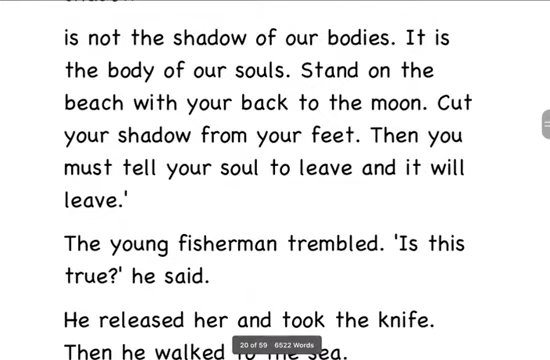 is not the shadow of our bodies. It is
the body of our souls. Stand on the
beach with your back to the moon. Cut
your shadow from your feet. Then you
must tell your soul to leave and it will
leave.'
The young fisherman trembled. 'Is this
true?' he said.
He released her and took the knife.
Then he walked to the sea.
20 of 59 6522 Words